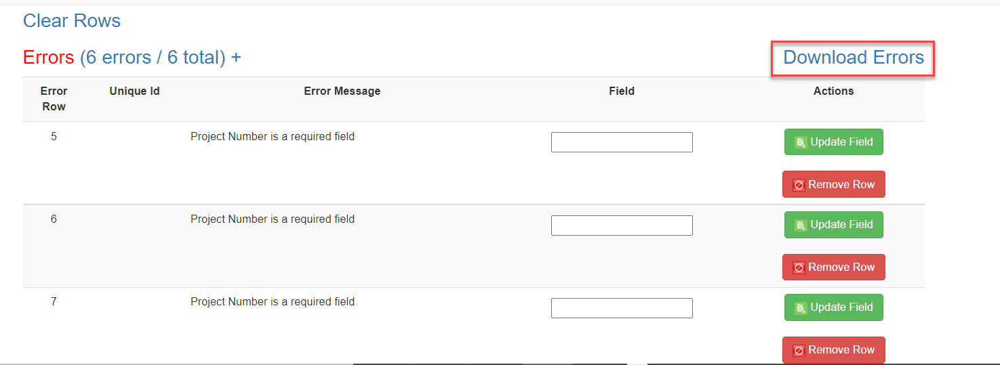 Clear Rows
Errors (6 errors / 6 total) +
Download Errors
Error Row
Unique Id
Error Message
Field
Actions
5
Project Number is a required field
Update Field
Remove Row
6
Project Number is a required field
Update Field
Remove Row
7
Project Number is a required field
Update Field
Remove Row